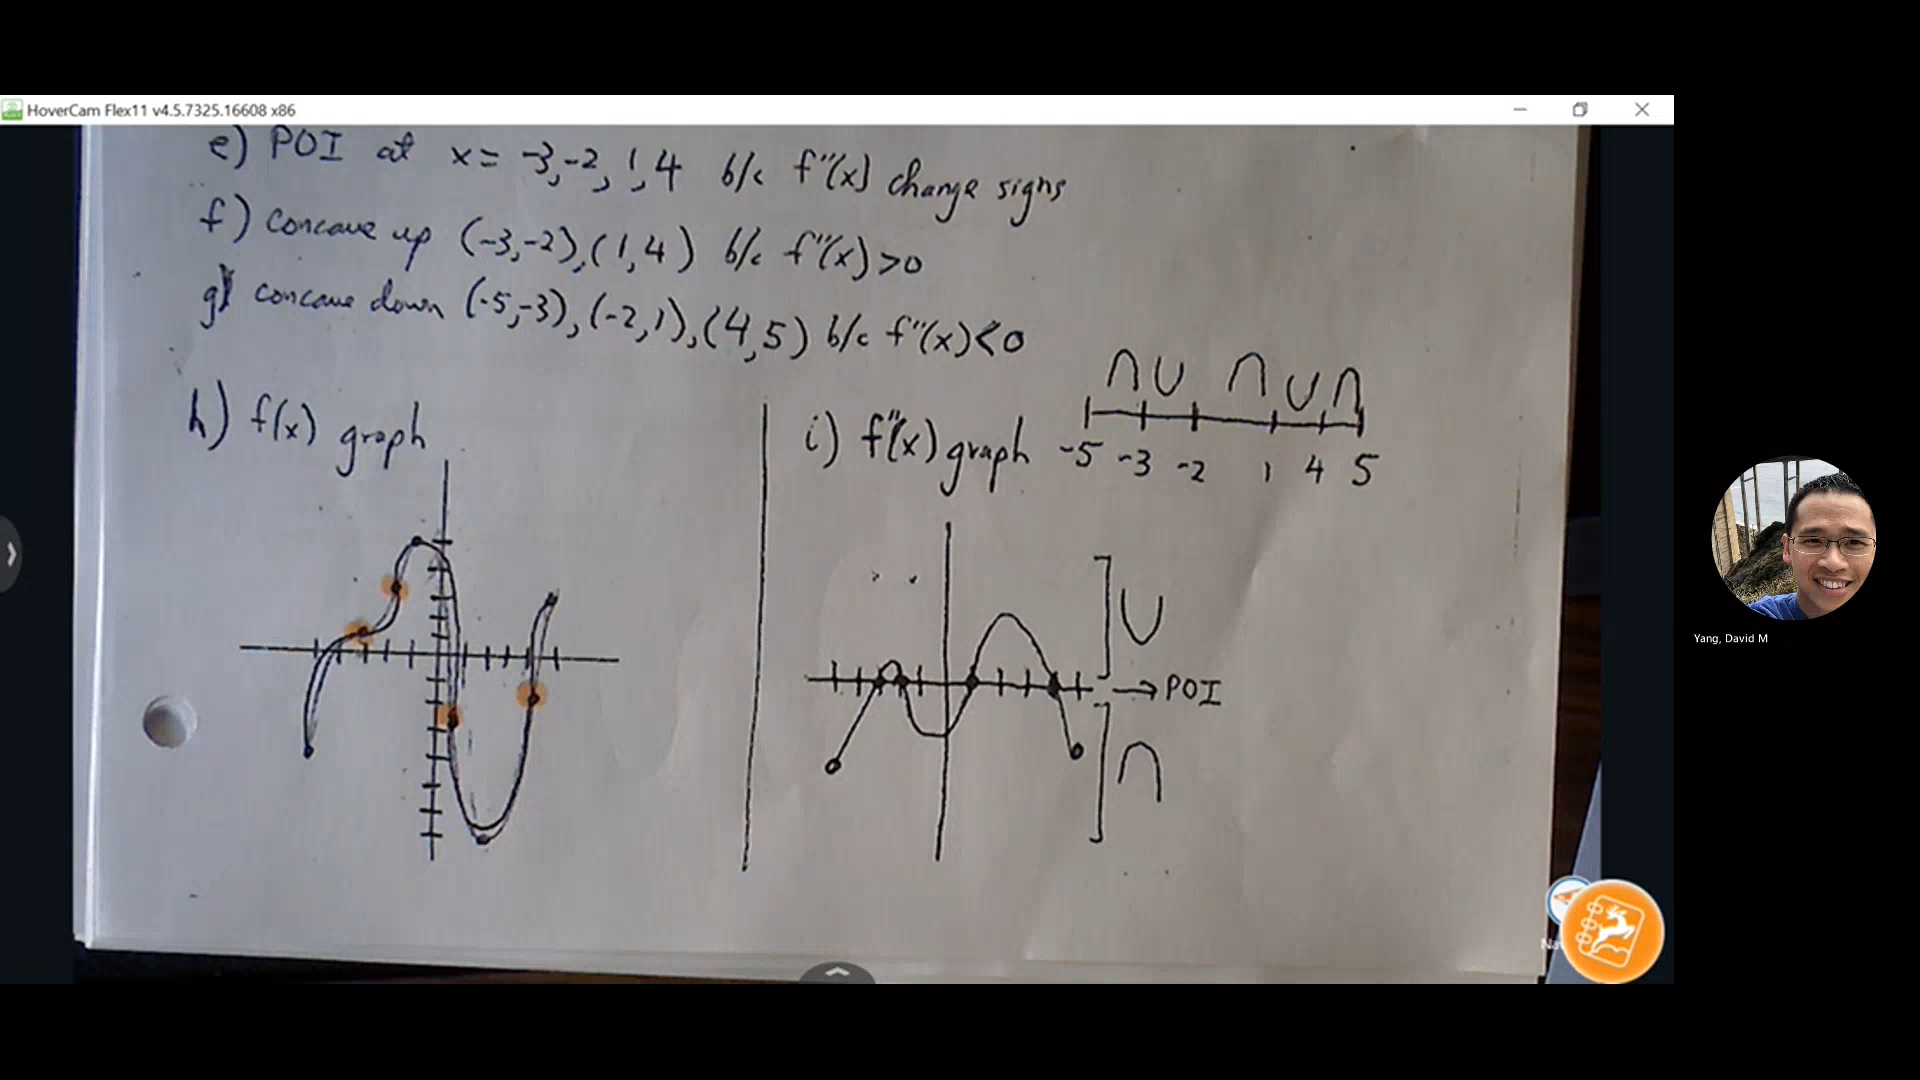 HoverCam Flex11 v4.5.7325.16608 x86
e) POI at x= -3,-2, 1, 4 b/c f"(x) change signs
f) concave up (-3,-2),(1,4) b/c f"(x)>0
g) concave down (-5,-3),(-2,1),(4,5) b/c f"(x)<0
h) f(x) graph
i) f"(x) graph
-5 -3 -2 1 4 5
→ POI
Yang, David M